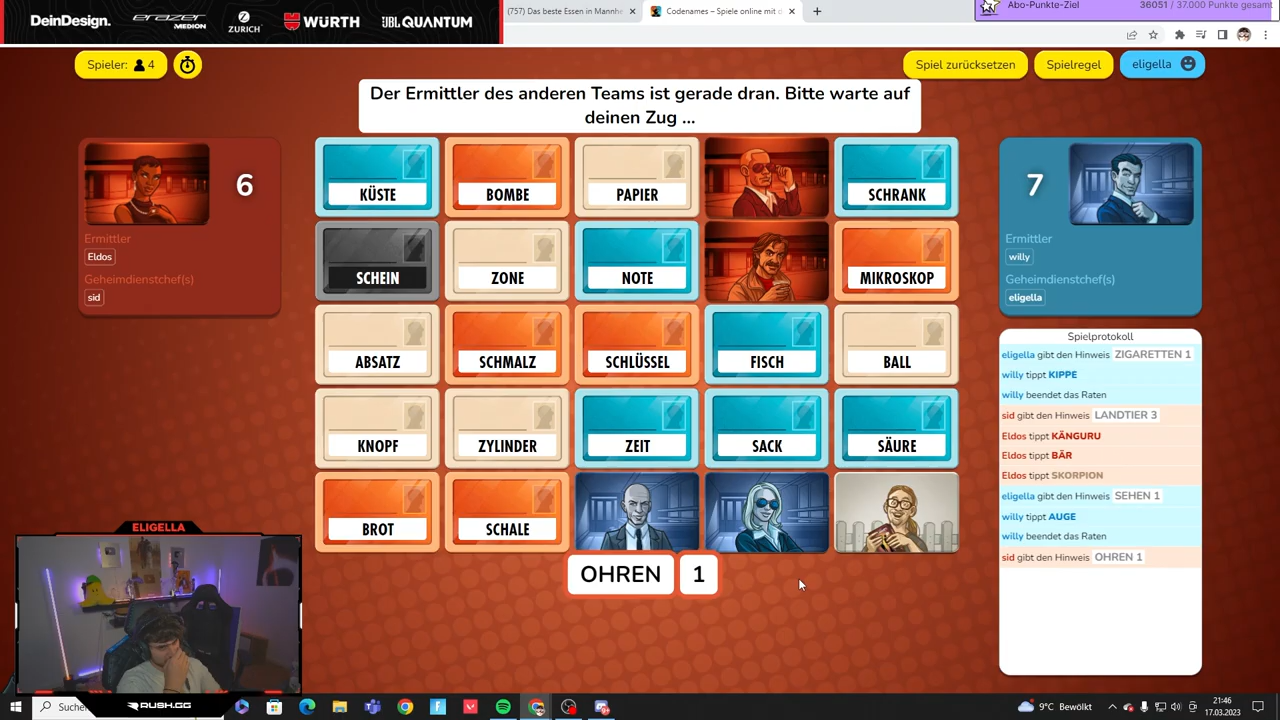 DeinDesign.
erazer
MEDION
ZURICH
WÜRTH
JBL QUANTUM
(757) Das beste Essen in Mannhe
Codenames – Spiele online mit d
Abo-Punkte-Ziel
36051 / 37.000 Punkte gesamt
Spieler: 4
Spiel zurücksetzen
Spielregel
eligella
Der Ermittler des anderen Teams ist gerade dran. Bitte warte auf
deinen Zug ...
6
Ermittler
Eldos
Geheimdienstchef(s)
sid
KÜSTE
BOMBE
PAPIER
SCHRANK
SCHEIN
ZONE
NOTE
MIKROSKOP
ABSATZ
SCHMALZ
SCHLÜSSEL
FISCH
BALL
KNOPF
ZYLINDER
ZEIT
SACK
SÄURE
BROT
SCHALE
OHREN
1
7
Ermittler
willy
Geheimdienstchef(s)
eligella
Spielprotokoll
eligella gibt den Hinweis ZIGARETTEN 1
willy tippt KIPPE
willy beendet das Raten
sid gibt den Hinweis LANDTIER 3
Eldos tippt KÄNGURU
Eldos tippt BÄR
Eldos tippt SKORPION
eligella gibt den Hinweis SEHEN 1
willy tippt AUGE
willy beendet das Raten
sid gibt den Hinweis OHREN 1
ELIGELLA
RUSH.GG
Suche
9°C Bewölkt
21:46
17.03.2023